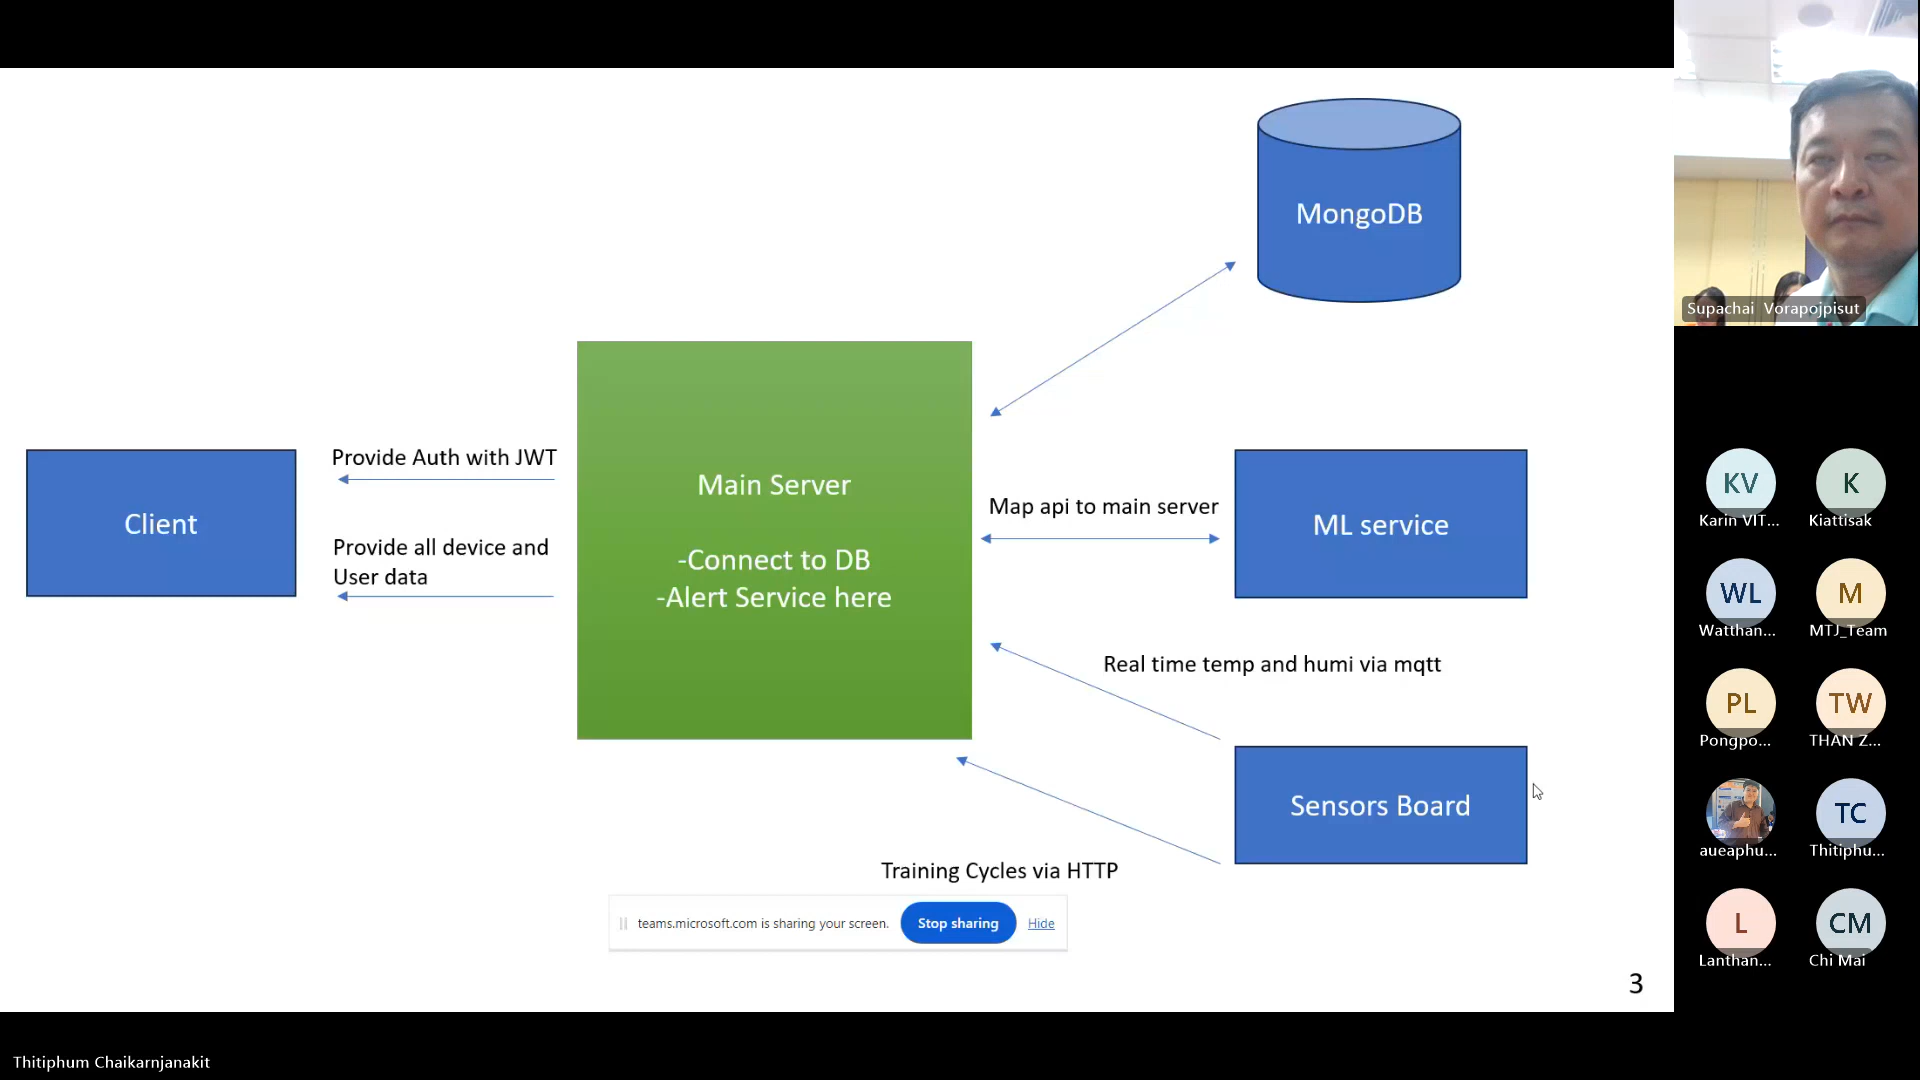 MongoDB
Supachai Vorapojpisut
Provide Auth with JWT
Client
Provide all device and
User data
Main Server
-Connect to DB
-Alert Service here
Map api to main server
ML service
Real time temp and humi via mqtt
Sensors Board
Training Cycles via HTTP
teams.microsoft.com is sharing your screen.
Stop sharing
Hide
3
KV
Karin VIT...
K
Kiattisak
WL
Watthan...
M
MTJ_Team
PL
Pongpo...
TW
THAN Z...
aueaphu...
TC
Thitiphu...
L
Lanthan...
CM
Chi Mai
Thitiphum Chaikarnjanakit